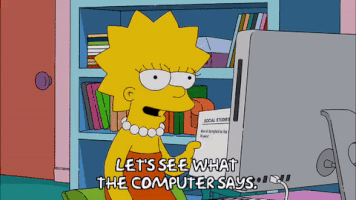 SOCIAL STUDIES
LET'S SEE WHAT
THE COMPUTER SAYS.